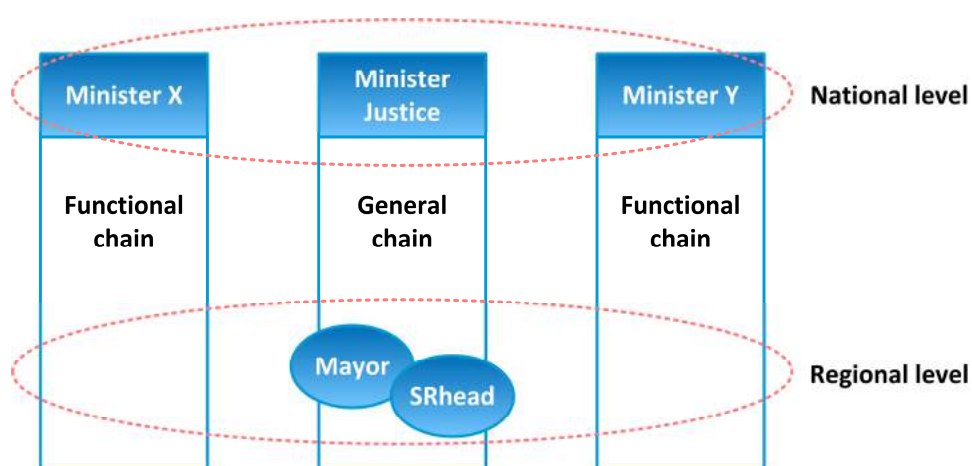 Minister X
Minister
Justice
Minister Y
National level
Functional
chain
General
chain
Functional
chain
Mayor
SRhead
Regional level